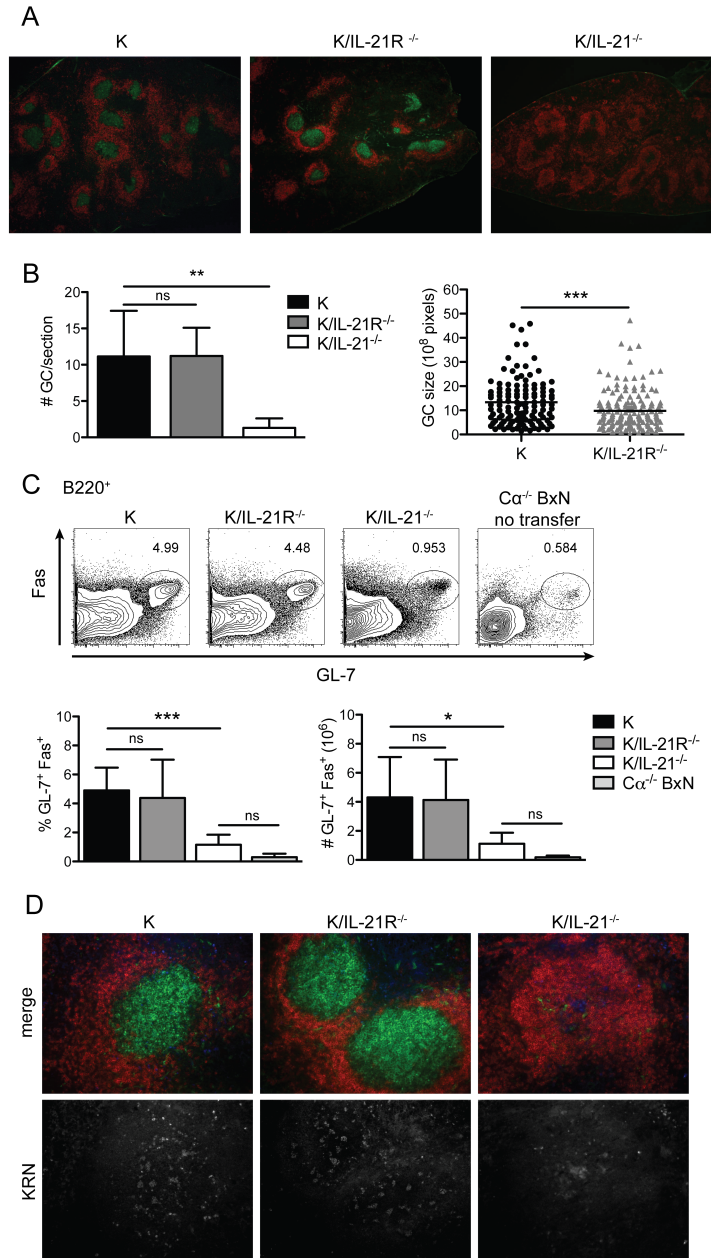 A
K K/IL-21R -/- K/IL-21-/-
B
# GC/section
20
15
10
5
0
**
ns
K
K/IL-21R-/-
K/IL-21-/-
GC size (10⁸ pixels)
60
50
40
30
20
10
0
***
K K/IL-21R-/-
C
B220+
K K/IL-21R-/- K/IL-21-/- Cα-/- BxN
no transfer
4.99 4.48 0.953 0.584
Fas
GL-7
% GL-7+ Fas+
10
8
6
4
2
0
***
ns
ns
# GL-7+ Fas+ (10⁶)
10
8
6
4
2
0
*
ns
ns
K
K/IL-21R-/-
K/IL-21-/-
Cα-/- BxN
D
K K/IL-21R-/- K/IL-21-/-
merge
KRN